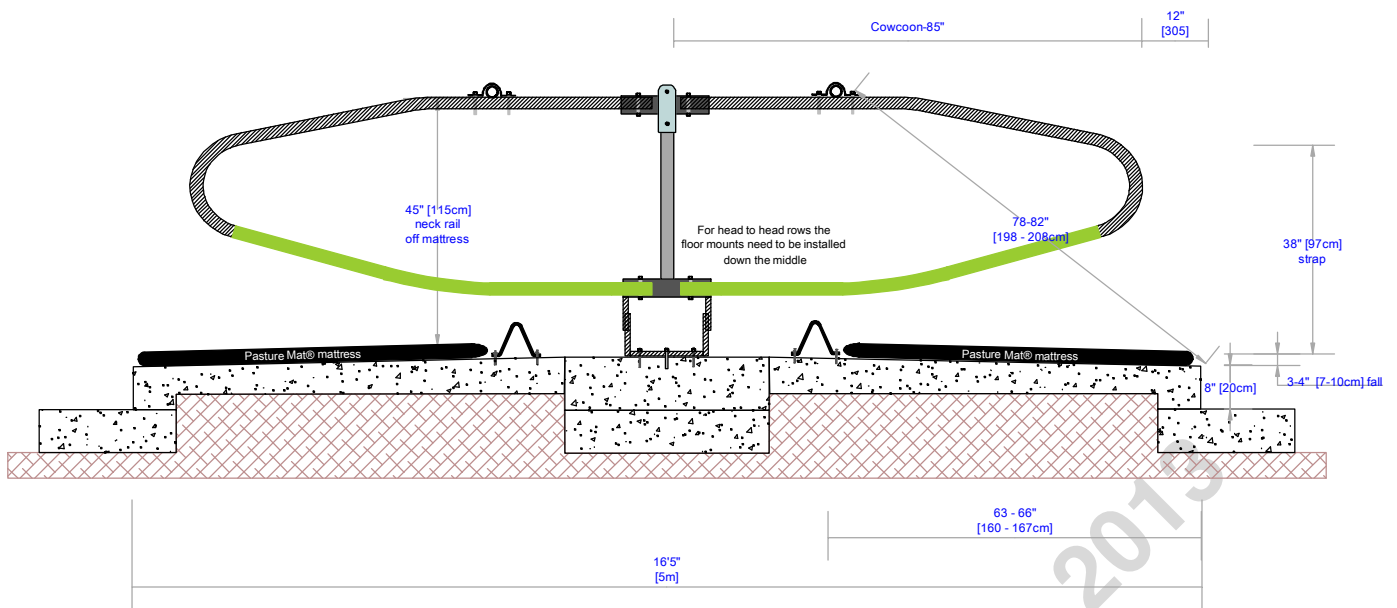 Cowcoon-85"
12"
[305]
45" [115cm]
neck rail
off mattress
For head to head rows the
floor mounts need to be installed
down the middle
78-82"
[198 - 208cm]
38" [97cm]
strap
Pasture Mat® mattress
Pasture Mat® mattress
8" [20cm]
3-4" [7-10cm] fall
63 - 66"
[160 - 167cm]
16'5"
[5m]
2013